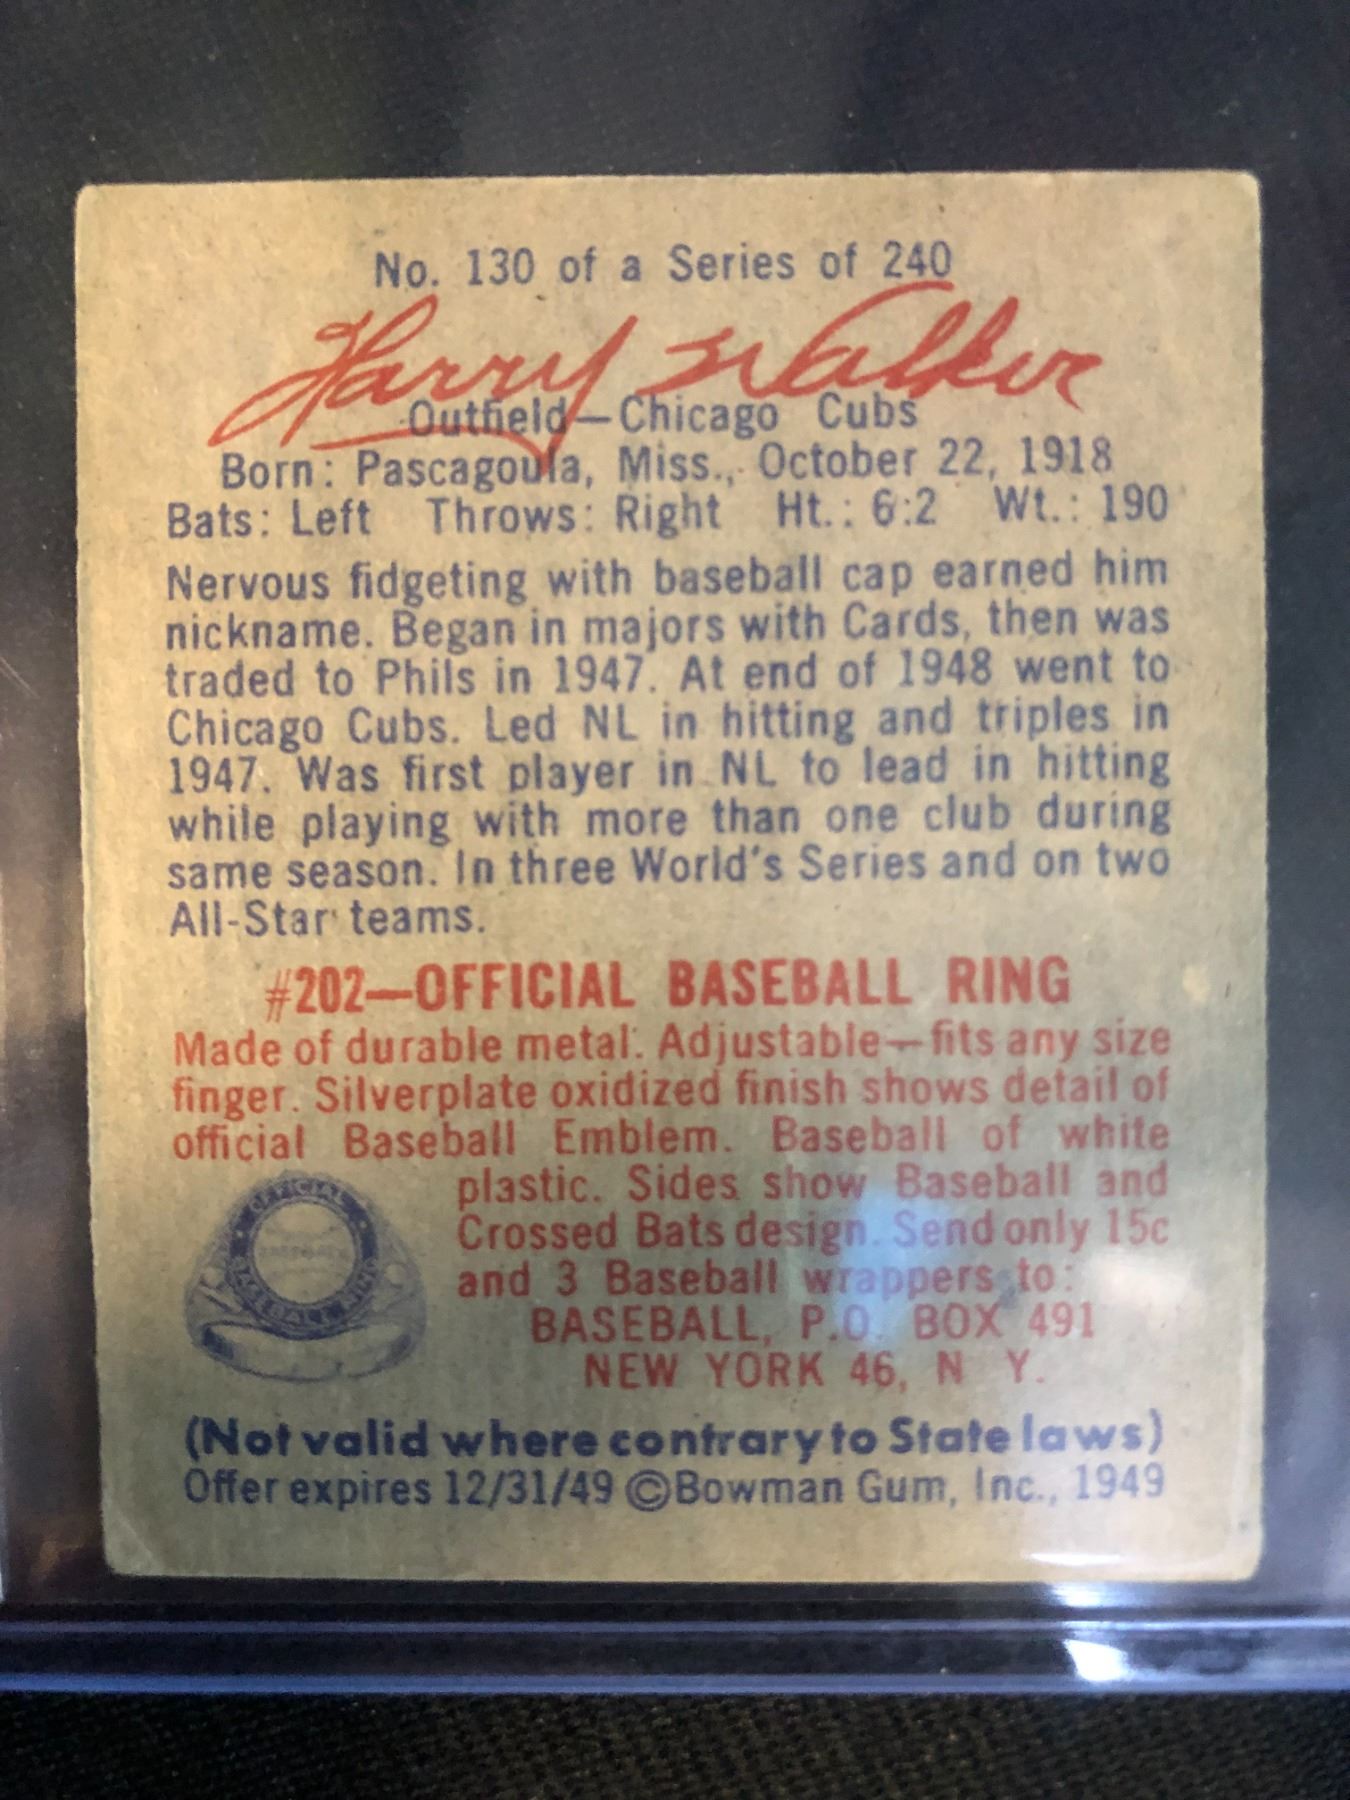 No. 130 of a Series of 240
Harry Walker
Outfield—Chicago Cubs
Born: Pascagoula, Miss., October 22, 1918
Bats: Left Throws: Right Ht.: 6:2 Wt.: 190
Nervous fidgeting with baseball cap earned him
nickname. Began in majors with Cards, then was
traded to Phils in 1947. At end of 1948 went to
Chicago Cubs. Led NL in hitting and triples in
1947. Was first player in NL to lead in hitting
while playing with more than one club during
same season. In three World's Series and on two
All-Star teams.
#202—OFFICIAL BASEBALL RING
Made of durable metal. Adjustable—fits any size
finger. Silverplate oxidized finish shows detail of
official Baseball Emblem. Baseball of white
plastic. Sides show Baseball and
Crossed Bats design. Send only 15c
and 3 Baseball wrappers to:
BASEBALL, P.O. BOX 491
NEW YORK 46, N Y.
OFFICIAL
BASEBALL RING
(Not valid where contrary to State laws)
Offer expires 12/31/49 ©Bowman Gum, Inc., 1949